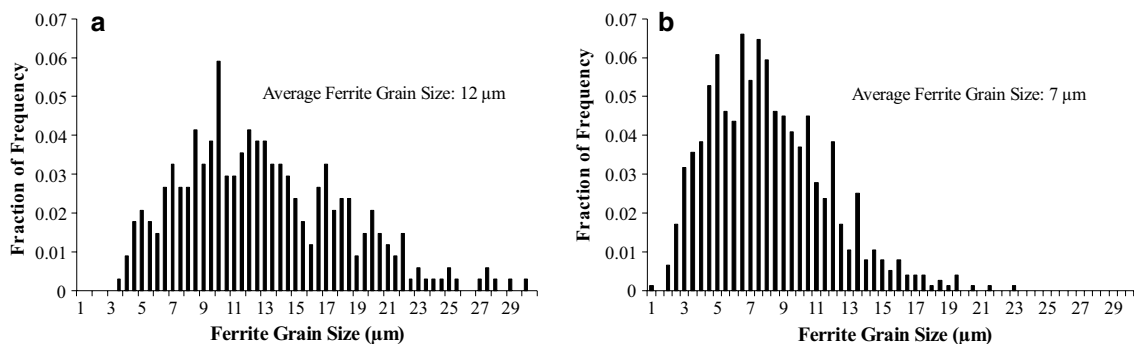 a
Fraction of Frequency
0.07
0.06
0.05
0.04
0.03
0.02
0.01
0
Average Ferrite Grain Size: 12 µm
1 3 5 7 9 11 13 15 17 19 21 23 25 27 29
Ferrite Grain Size (µm)
b
Fraction of Frequency
0.07
0.06
0.05
0.04
0.03
0.02
0.01
0
Average Ferrite Grain Size: 7 µm
1 3 5 7 9 11 13 15 17 19 21 23 25 27 29
Ferrite Grain Size (µm)